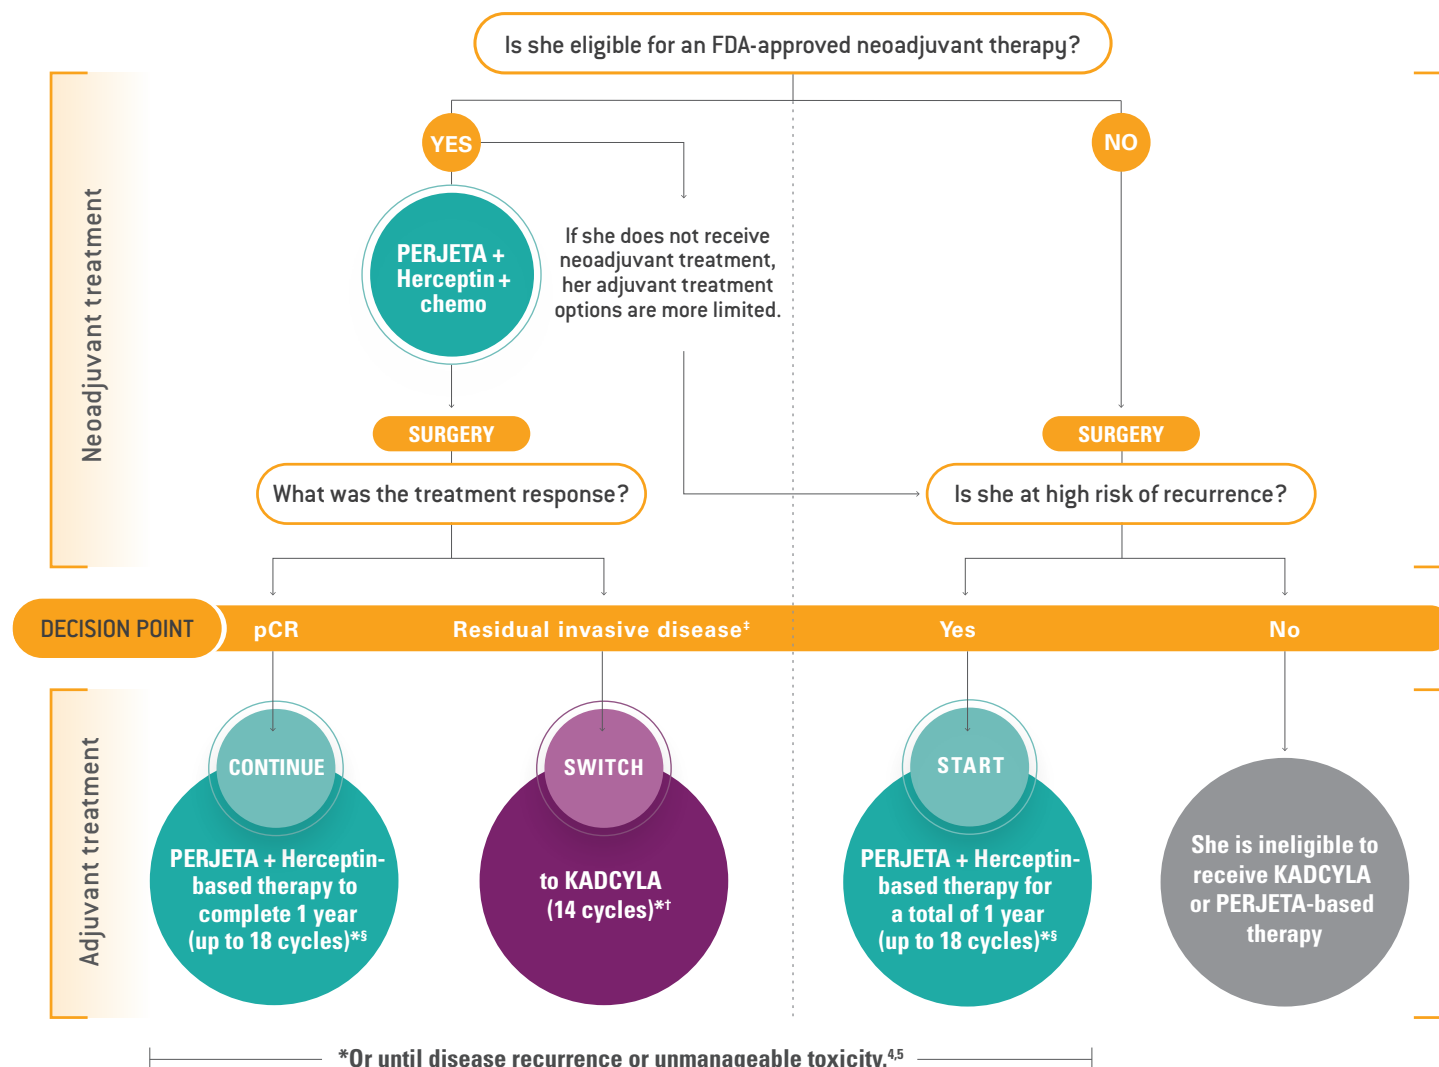 Is she eligible for an FDA-approved neoadjuvant therapy?
Neoadjuvant treatment
YES
NO
PERJETA +
Herceptin +
chemo
If she does not receive
neoadjuvant treatment,
her adjuvant treatment
options are more limited.
SURGERY
SURGERY
What was the treatment response?
Is she at high risk of recurrence?
DECISION POINT
pCR
Residual invasive disease‡
Yes
No
Adjuvant treatment
CONTINUE
PERJETA + Herceptin-
based therapy to
complete 1 year
(up to 18 cycles)*§
SWITCH
to KADCYLA
(14 cycles)*†
START
PERJETA + Herceptin-
based therapy for
a total of 1 year
(up to 18 cycles)*§
She is ineligible to
receive KADCYLA
or PERJETA-based
therapy
*Or until disease recurrence or unmanageable toxicity.4,5